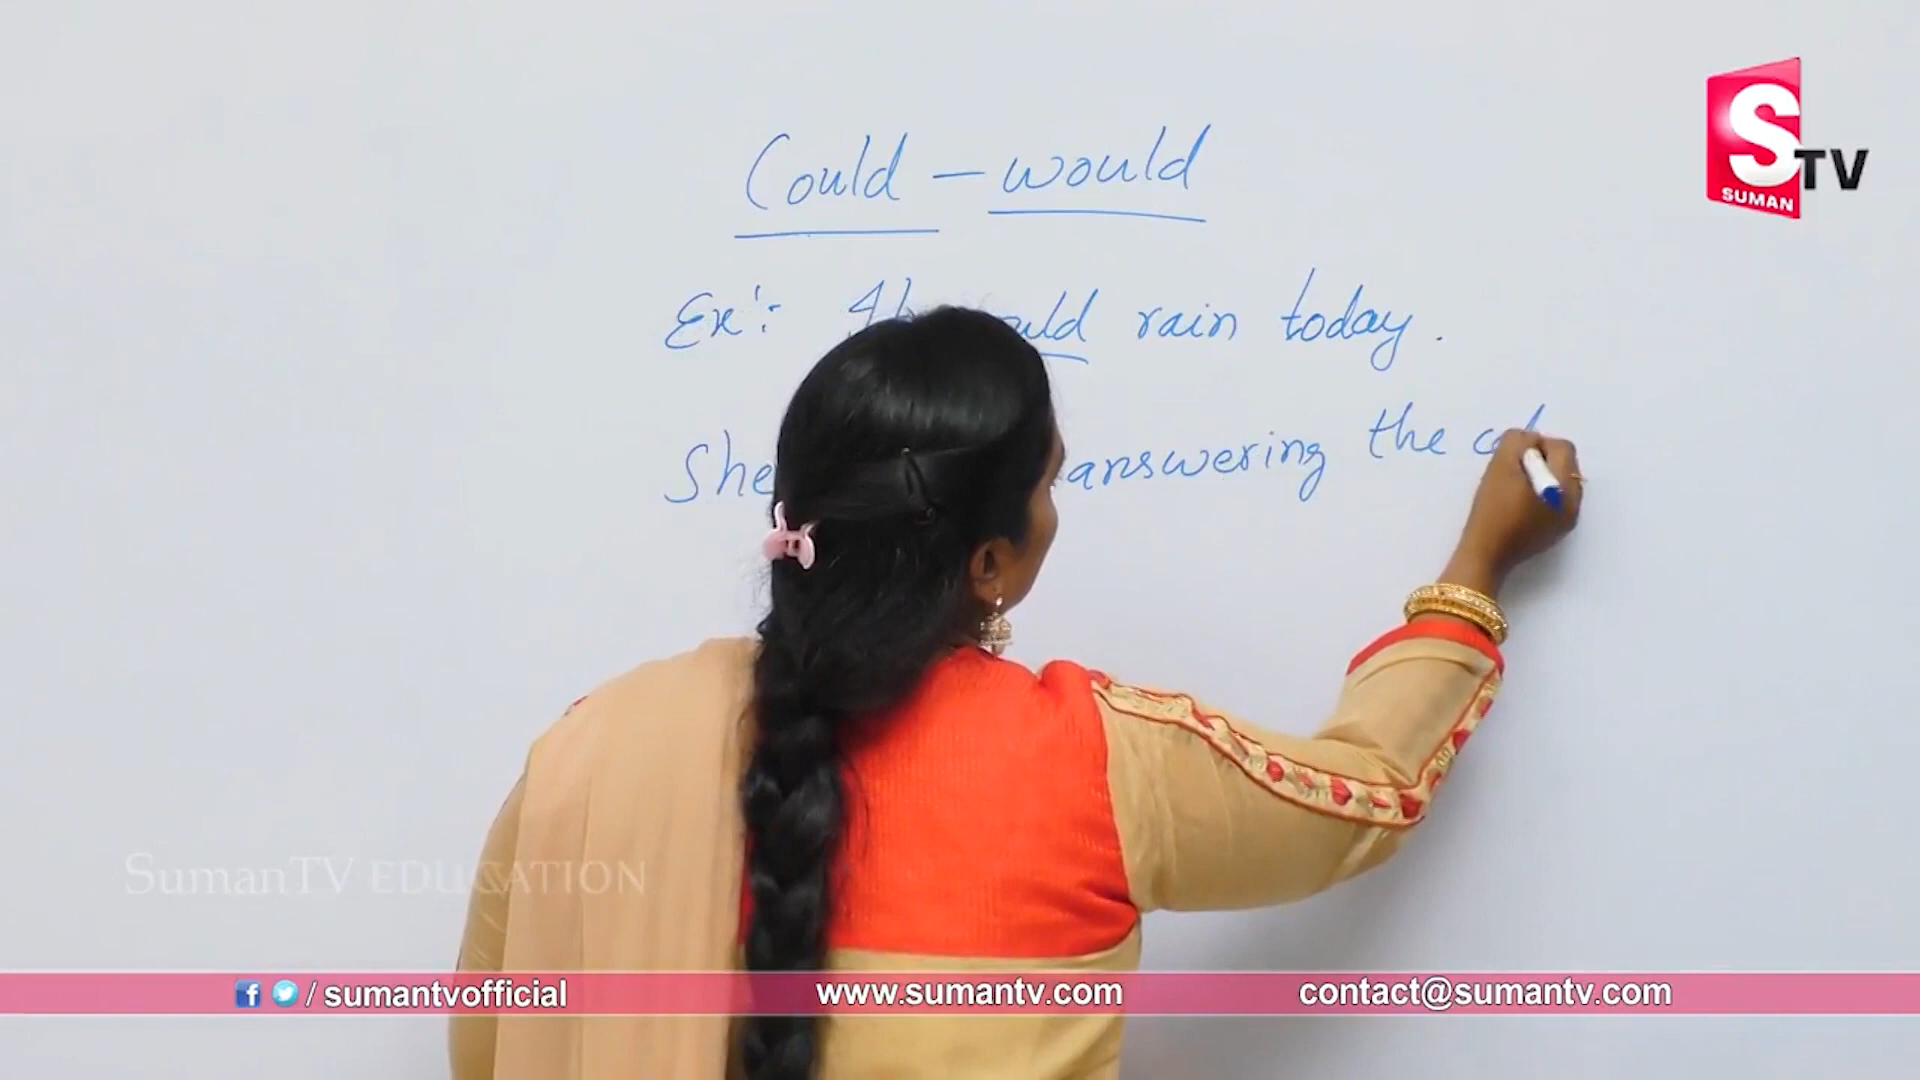 Could - would
Ex: rain today.
She answering the
S TV
SUMAN
SumanTV EDUCATION
/ sumantvofficial
www.sumantv.com
contact@sumantv.com